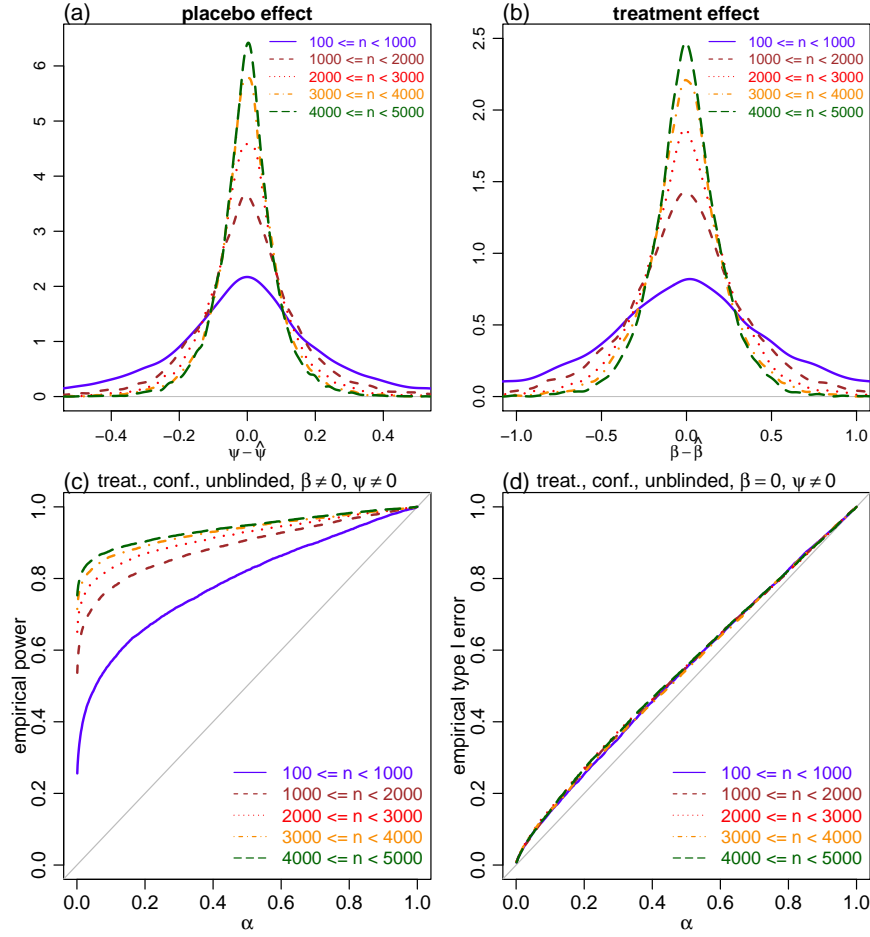 (a) placebo effect
100 <= n < 1000
1000 <= n < 2000
2000 <= n < 3000
3000 <= n < 4000
4000 <= n < 5000
0 1 2 3 4 5 6
−0.4 −0.2 0.0 0.2 0.4
ψ − ψ̂
(b) treatment effect
100 <= n < 1000
1000 <= n < 2000
2000 <= n < 3000
3000 <= n < 4000
4000 <= n < 5000
0.0 0.5 1.0 1.5 2.0 2.5
−1.0 −0.5 0.0 0.5 1.0
β − β̂
(c) treat., conf., unblinded, β ≠ 0, ψ ≠ 0
empirical power
0.0 0.2 0.4 0.6 0.8 1.0
100 <= n < 1000
1000 <= n < 2000
2000 <= n < 3000
3000 <= n < 4000
4000 <= n < 5000
0.0 0.2 0.4 0.6 0.8 1.0
α
(d) treat., conf., unblinded, β = 0, ψ ≠ 0
empirical type I error
0.0 0.2 0.4 0.6 0.8 1.0
100 <= n < 1000
1000 <= n < 2000
2000 <= n < 3000
3000 <= n < 4000
4000 <= n < 5000
0.0 0.2 0.4 0.6 0.8 1.0
α